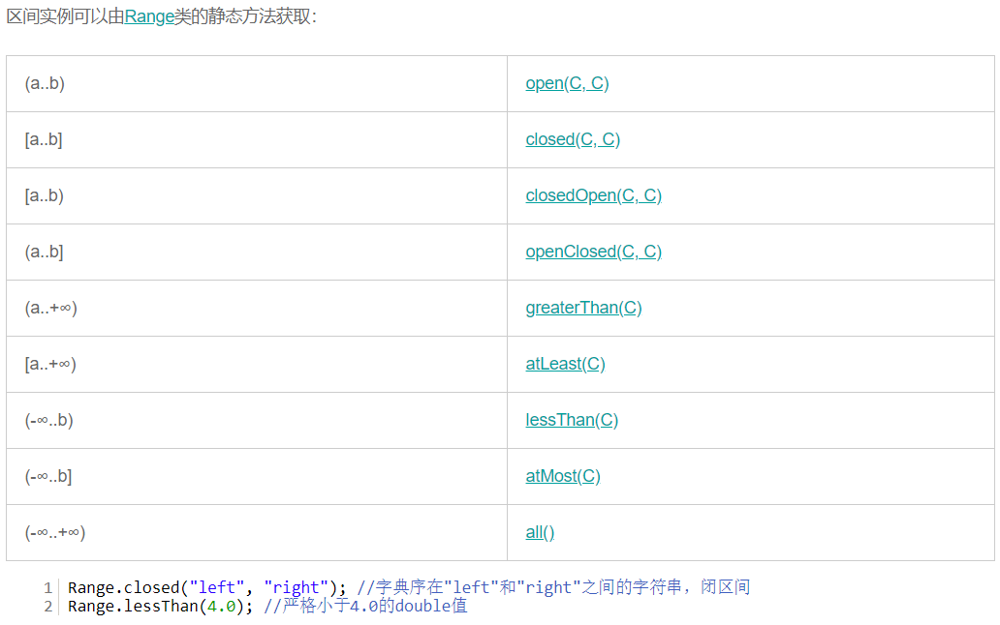 区间实例可以由Range类的静态方法获取：
(a..b) open(C, C)
[a..b] closed(C, C)
[a..b) closedOpen(C, C)
(a..b] openClosed(C, C)
(a..+∞) greaterThan(C)
[a..+∞) atLeast(C)
(-∞..b) lessThan(C)
(-∞..b] atMost(C)
(-∞..+∞) all()
1 Range.closed("left", "right"); //字典序在"left"和"right"之间的字符串，闭区间
2 Range.lessThan(4.0); //严格小于4.0的double值